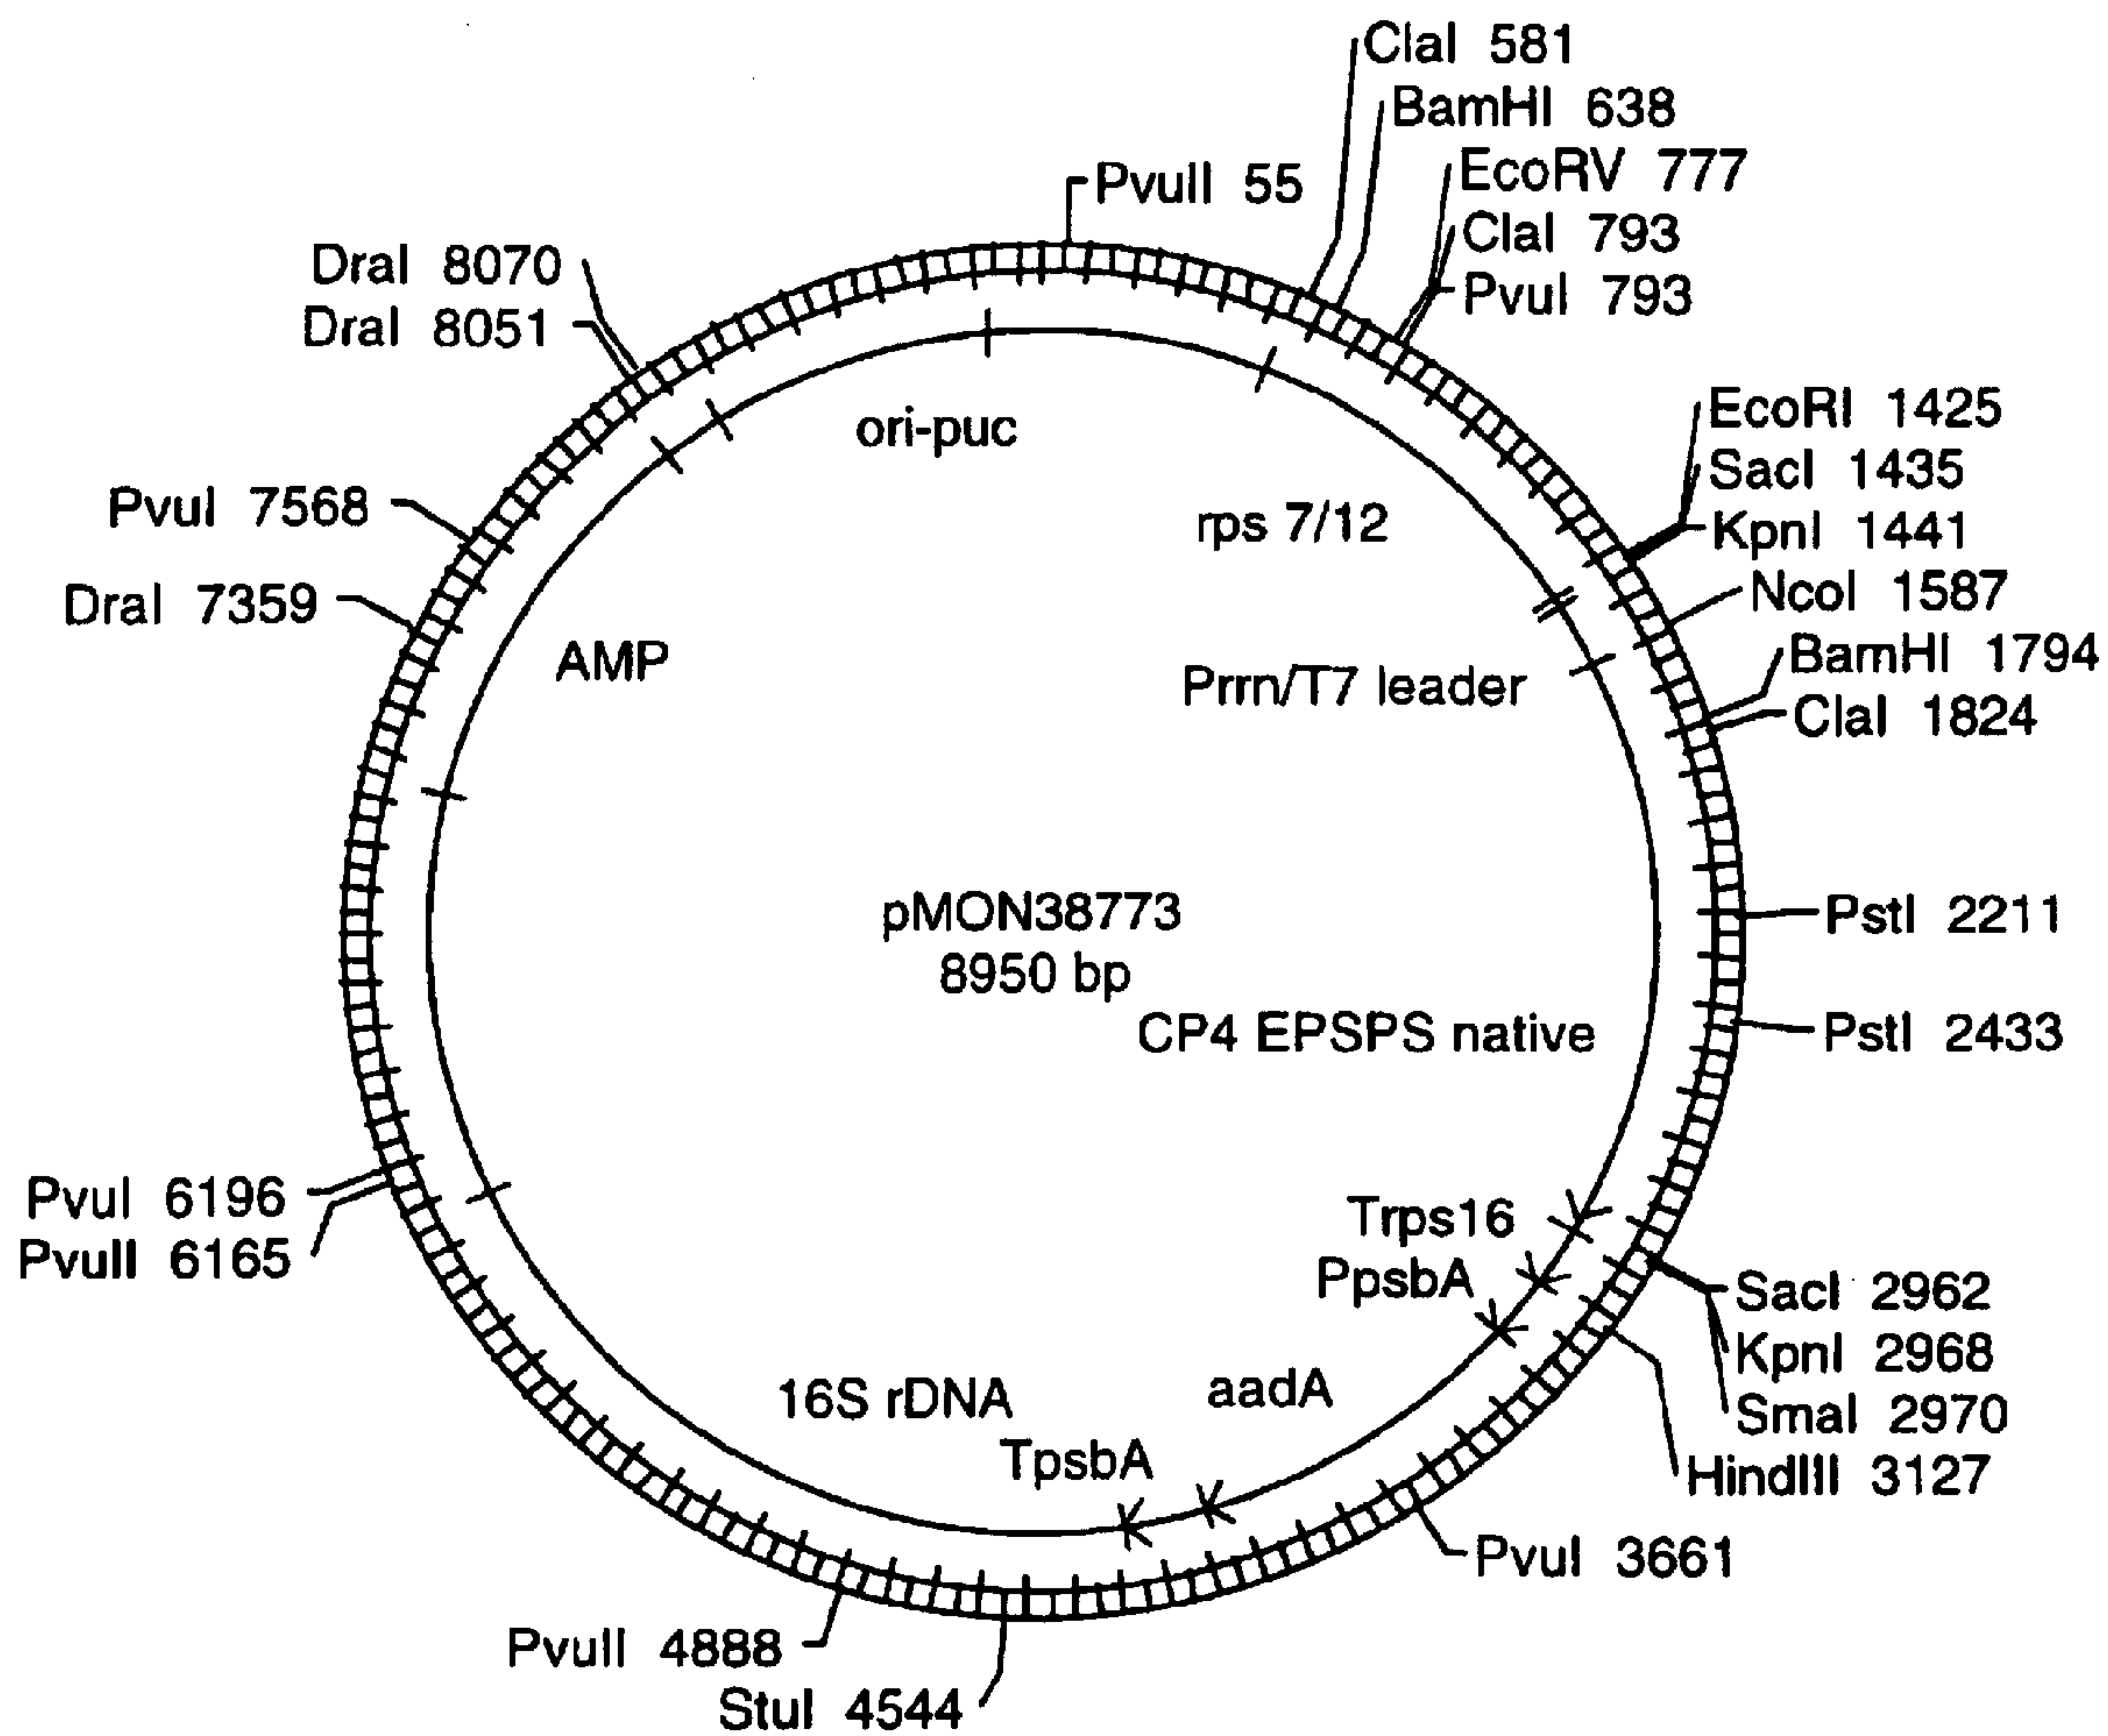 ClaI 581
BamHI 638
PvuII 55
EcoRV 777
ClaI 793
PvuI 793
DraI 8070
DraI 8051
EcoRI 1425
SacI 1435
KpnI 1441
NcoI 1587
BamHI 1794
ClaI 1824
PvuI 7568
DraI 7359
ori-puc
rps 7/12
AMP
Prrn/T7 leader
pMON38773
8950 bp
PstI 2211
PstI 2433
CP4 EPSPS native
Trps16
PpsbA
PvuI 6196
PvuII 6165
SacI 2962
KpnI 2968
SmaI 2970
HindIII 3127
16S rDNA
aadA
TpsbA
PvuI 3661
PvuII 4888
StuI 4544